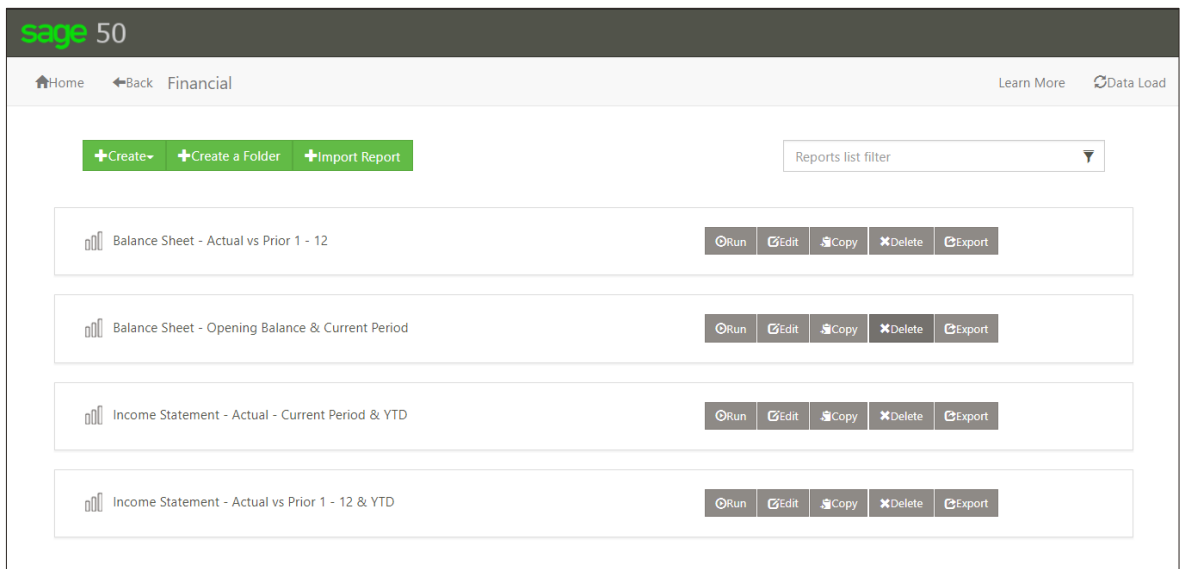 sage 50
Home Back Financial Learn More Data Load
Create Create a Folder Import Report Reports list filter
Balance Sheet - Actual vs Prior 1 - 12 Run Edit Copy Delete Export
Balance Sheet - Opening Balance & Current Period Run Edit Copy Delete Export
Income Statement - Actual - Current Period & YTD Run Edit Copy Delete Export
Income Statement - Actual vs Prior 1 - 12 & YTD Run Edit Copy Delete Export